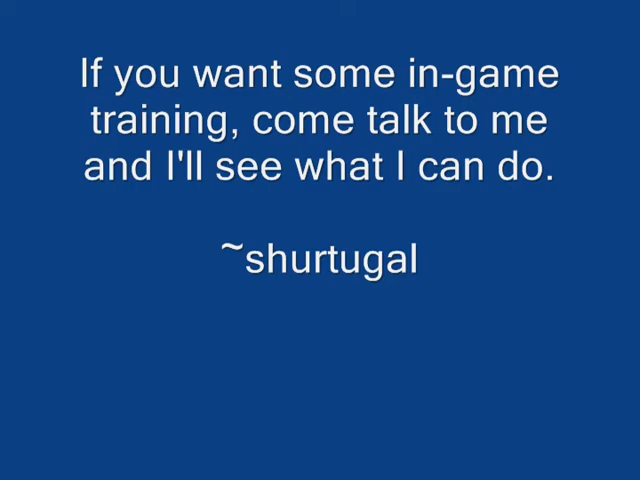 If you want some in-game
training, come talk to me
and I'll see what I can do.
~shurtugal